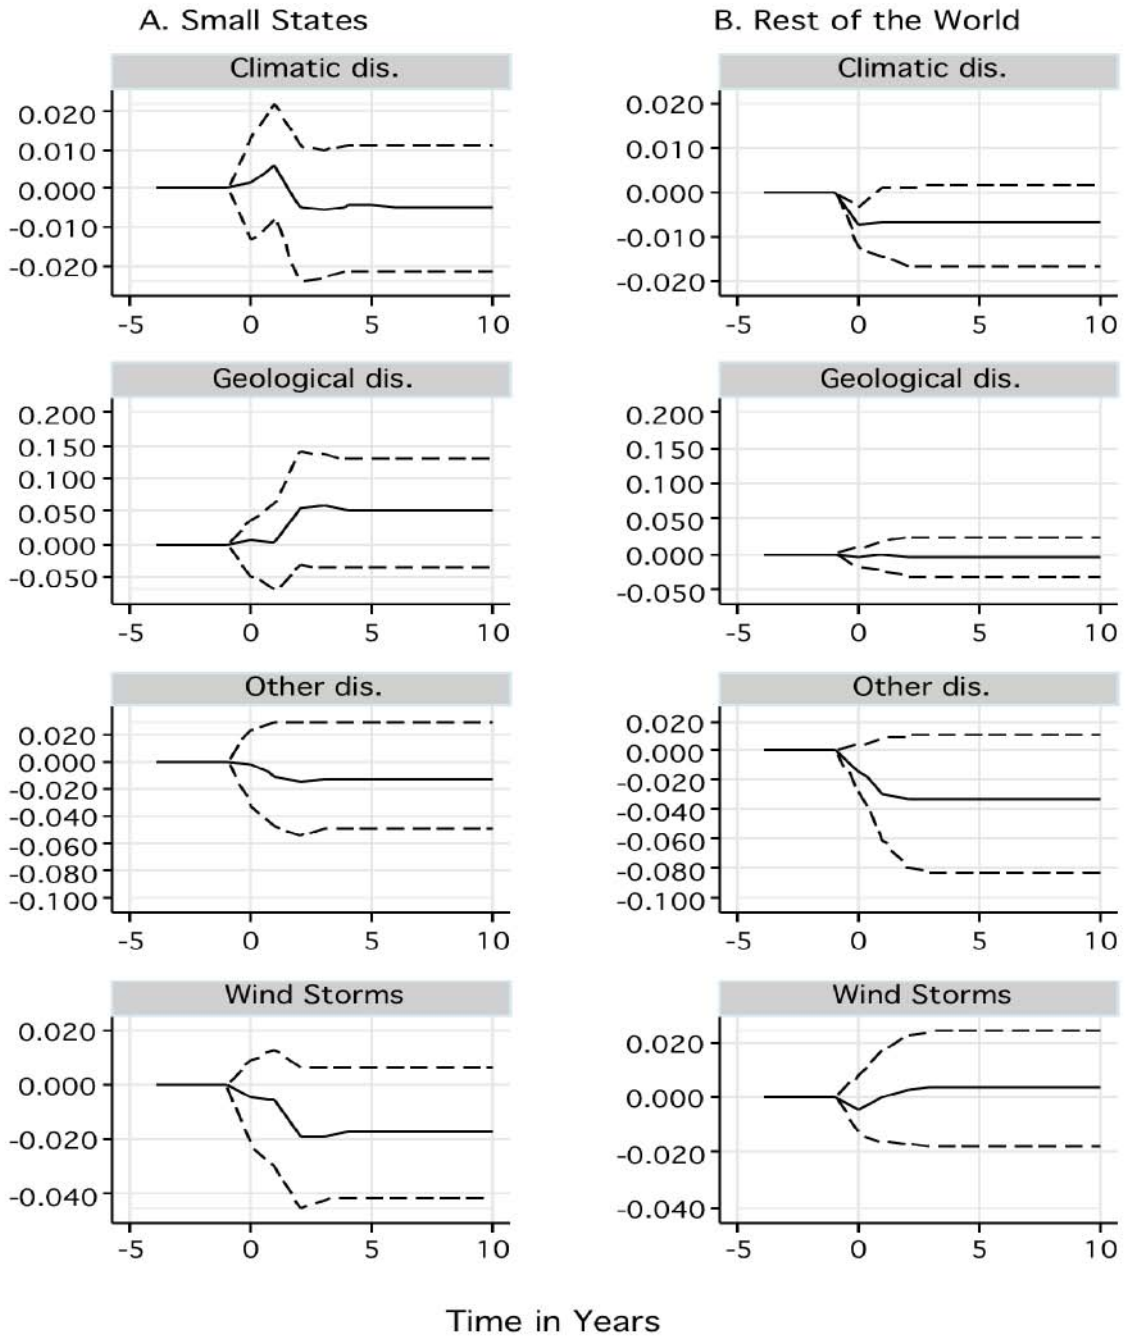 A. Small States
B. Rest of the World
Climatic dis.
0.020
0.010
0.000
-0.010
-0.020
-5 0 5 10
Climatic dis.
0.020
0.010
0.000
-0.010
-0.020
-5 0 5 10
Geological dis.
0.200
0.150
0.100
0.050
0.000
-0.050
-5 0 5 10
Geological dis.
0.200
0.150
0.100
0.050
0.000
-0.050
-5 0 5 10
Other dis.
0.020
0.000
-0.020
-0.040
-0.060
-0.080
-0.100
-5 0 5 10
Other dis.
0.020
0.000
-0.020
-0.040
-0.060
-0.080
-0.100
-5 0 5 10
Wind Storms
0.020
0.000
-0.020
-0.040
-5 0 5 10
Wind Storms
0.020
0.000
-0.020
-0.040
-5 0 5 10
Time in Years